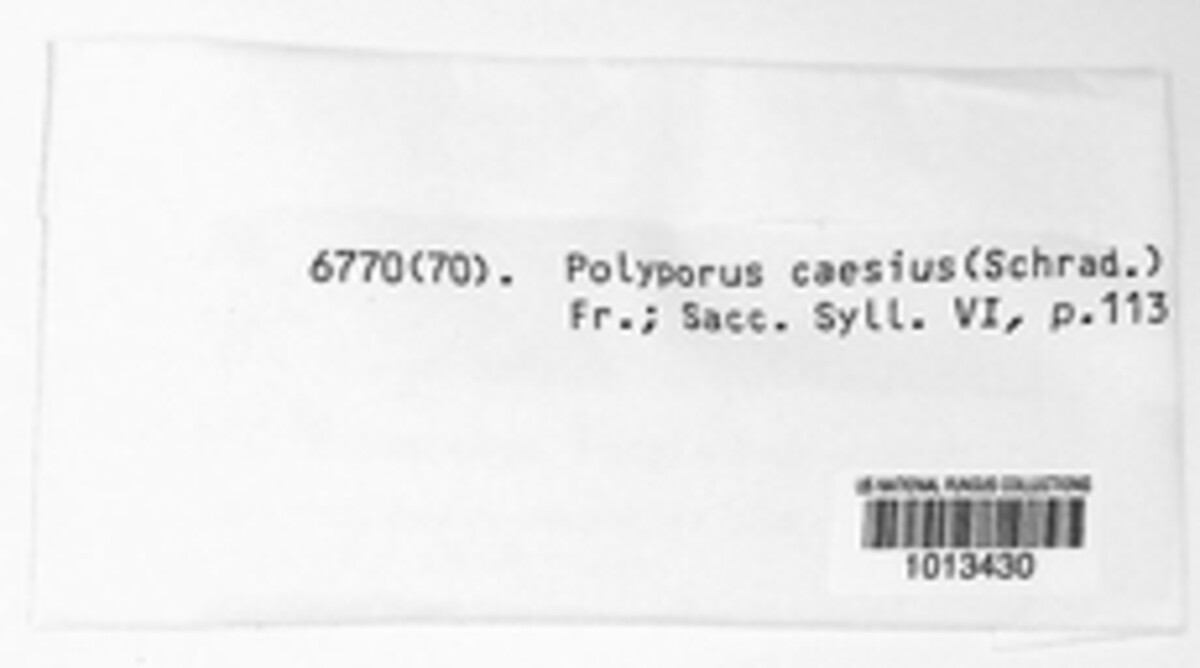 6770(70). Polyporus caesius(Schrad.)
Fr.; Sacc. Syll. VI, p.113
US NATIONAL FUNGUS COLLECTIONS
1013430